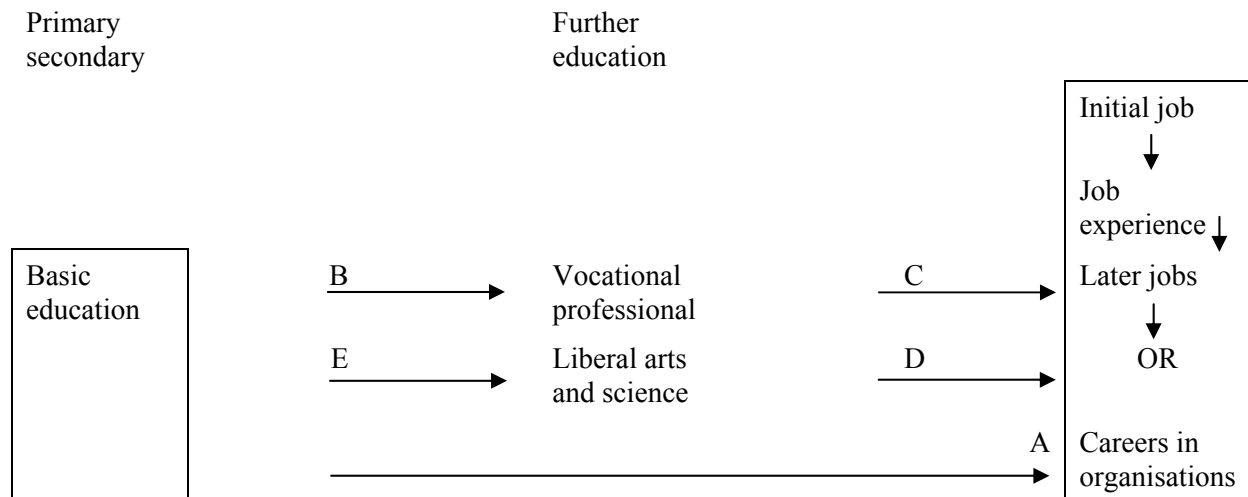 Primary
secondary
Further
education
Initial job
Job
experience
Basic
education
B
Vocational
professional
C
Later jobs
E
Liberal arts
and science
D
OR
A
Careers in
organisations